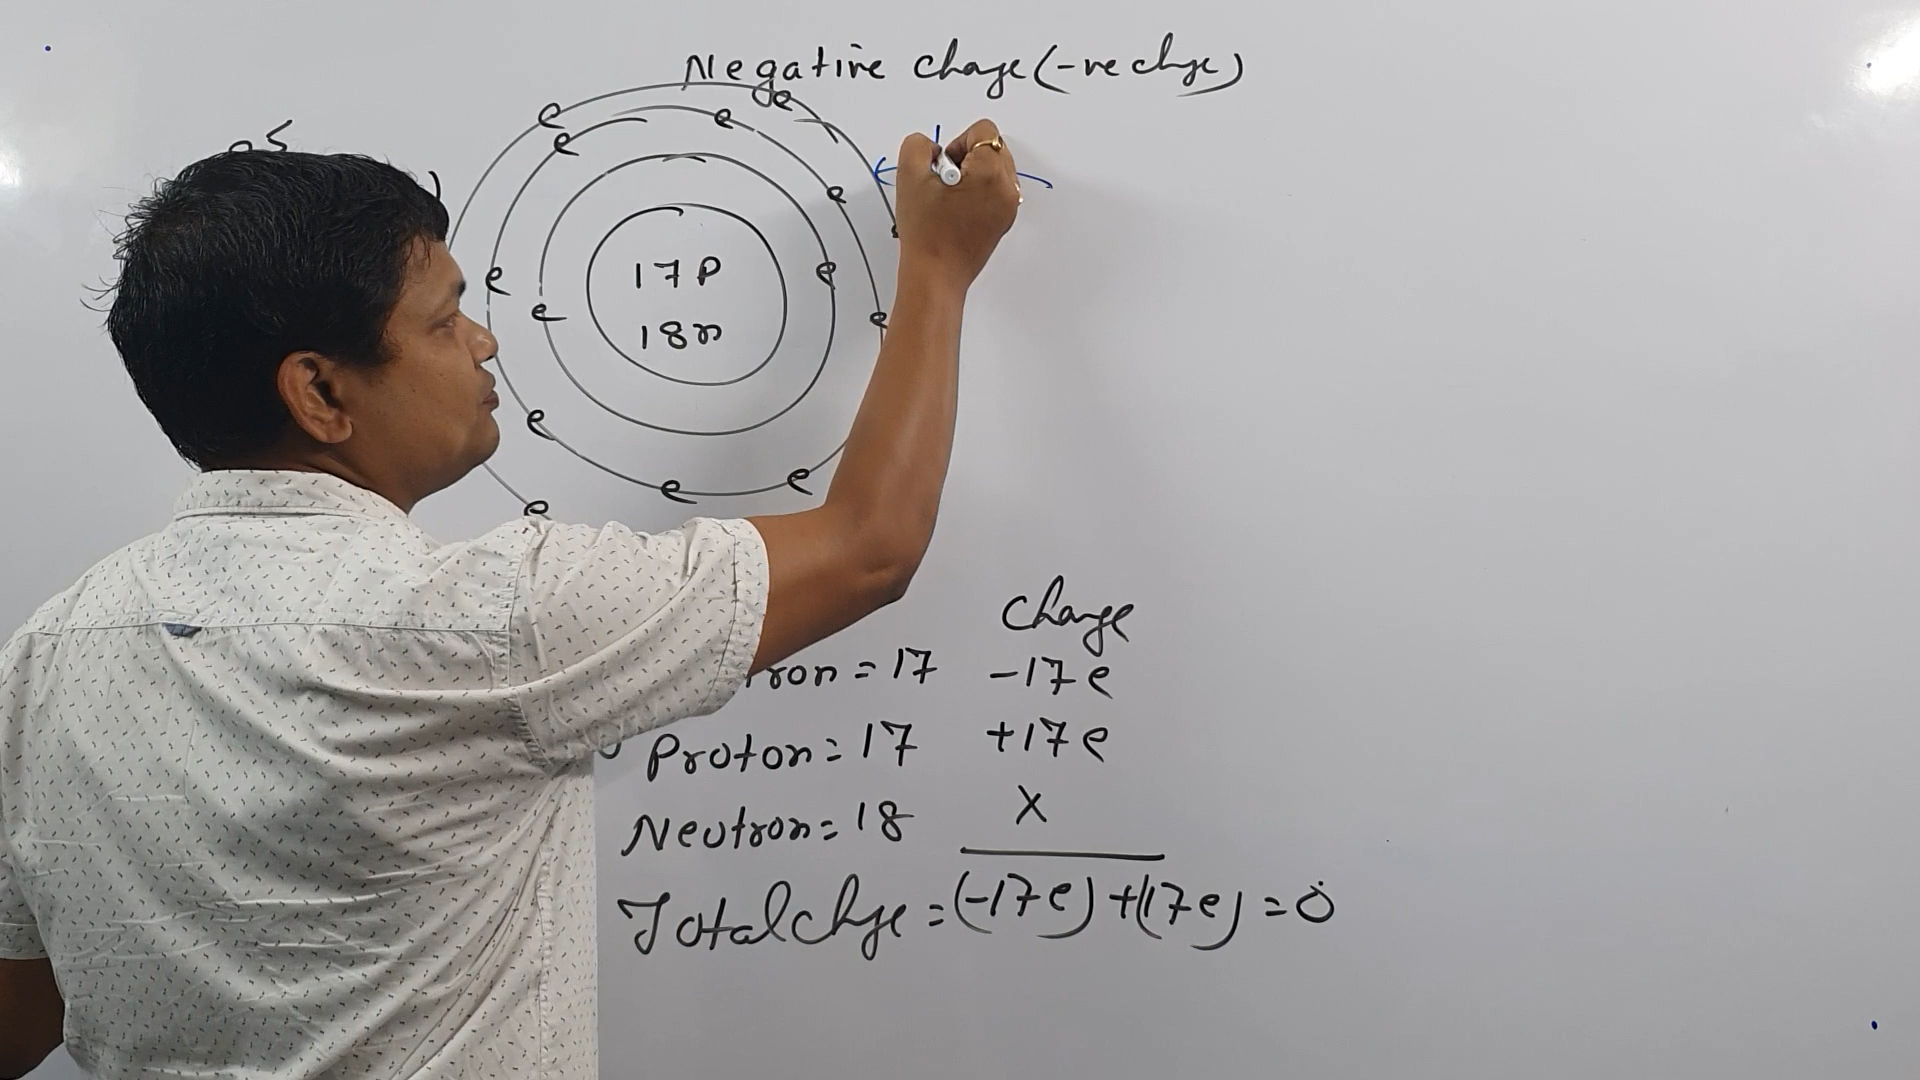 Negative charge (-ve chge)
e e
e e
e
17P e
e e
18n e
e
e e
e
Charge
= 17 -17e
Proton = 17 +17e
Neutron = 18 X
Total chge = (-17e) + (17e) = 0